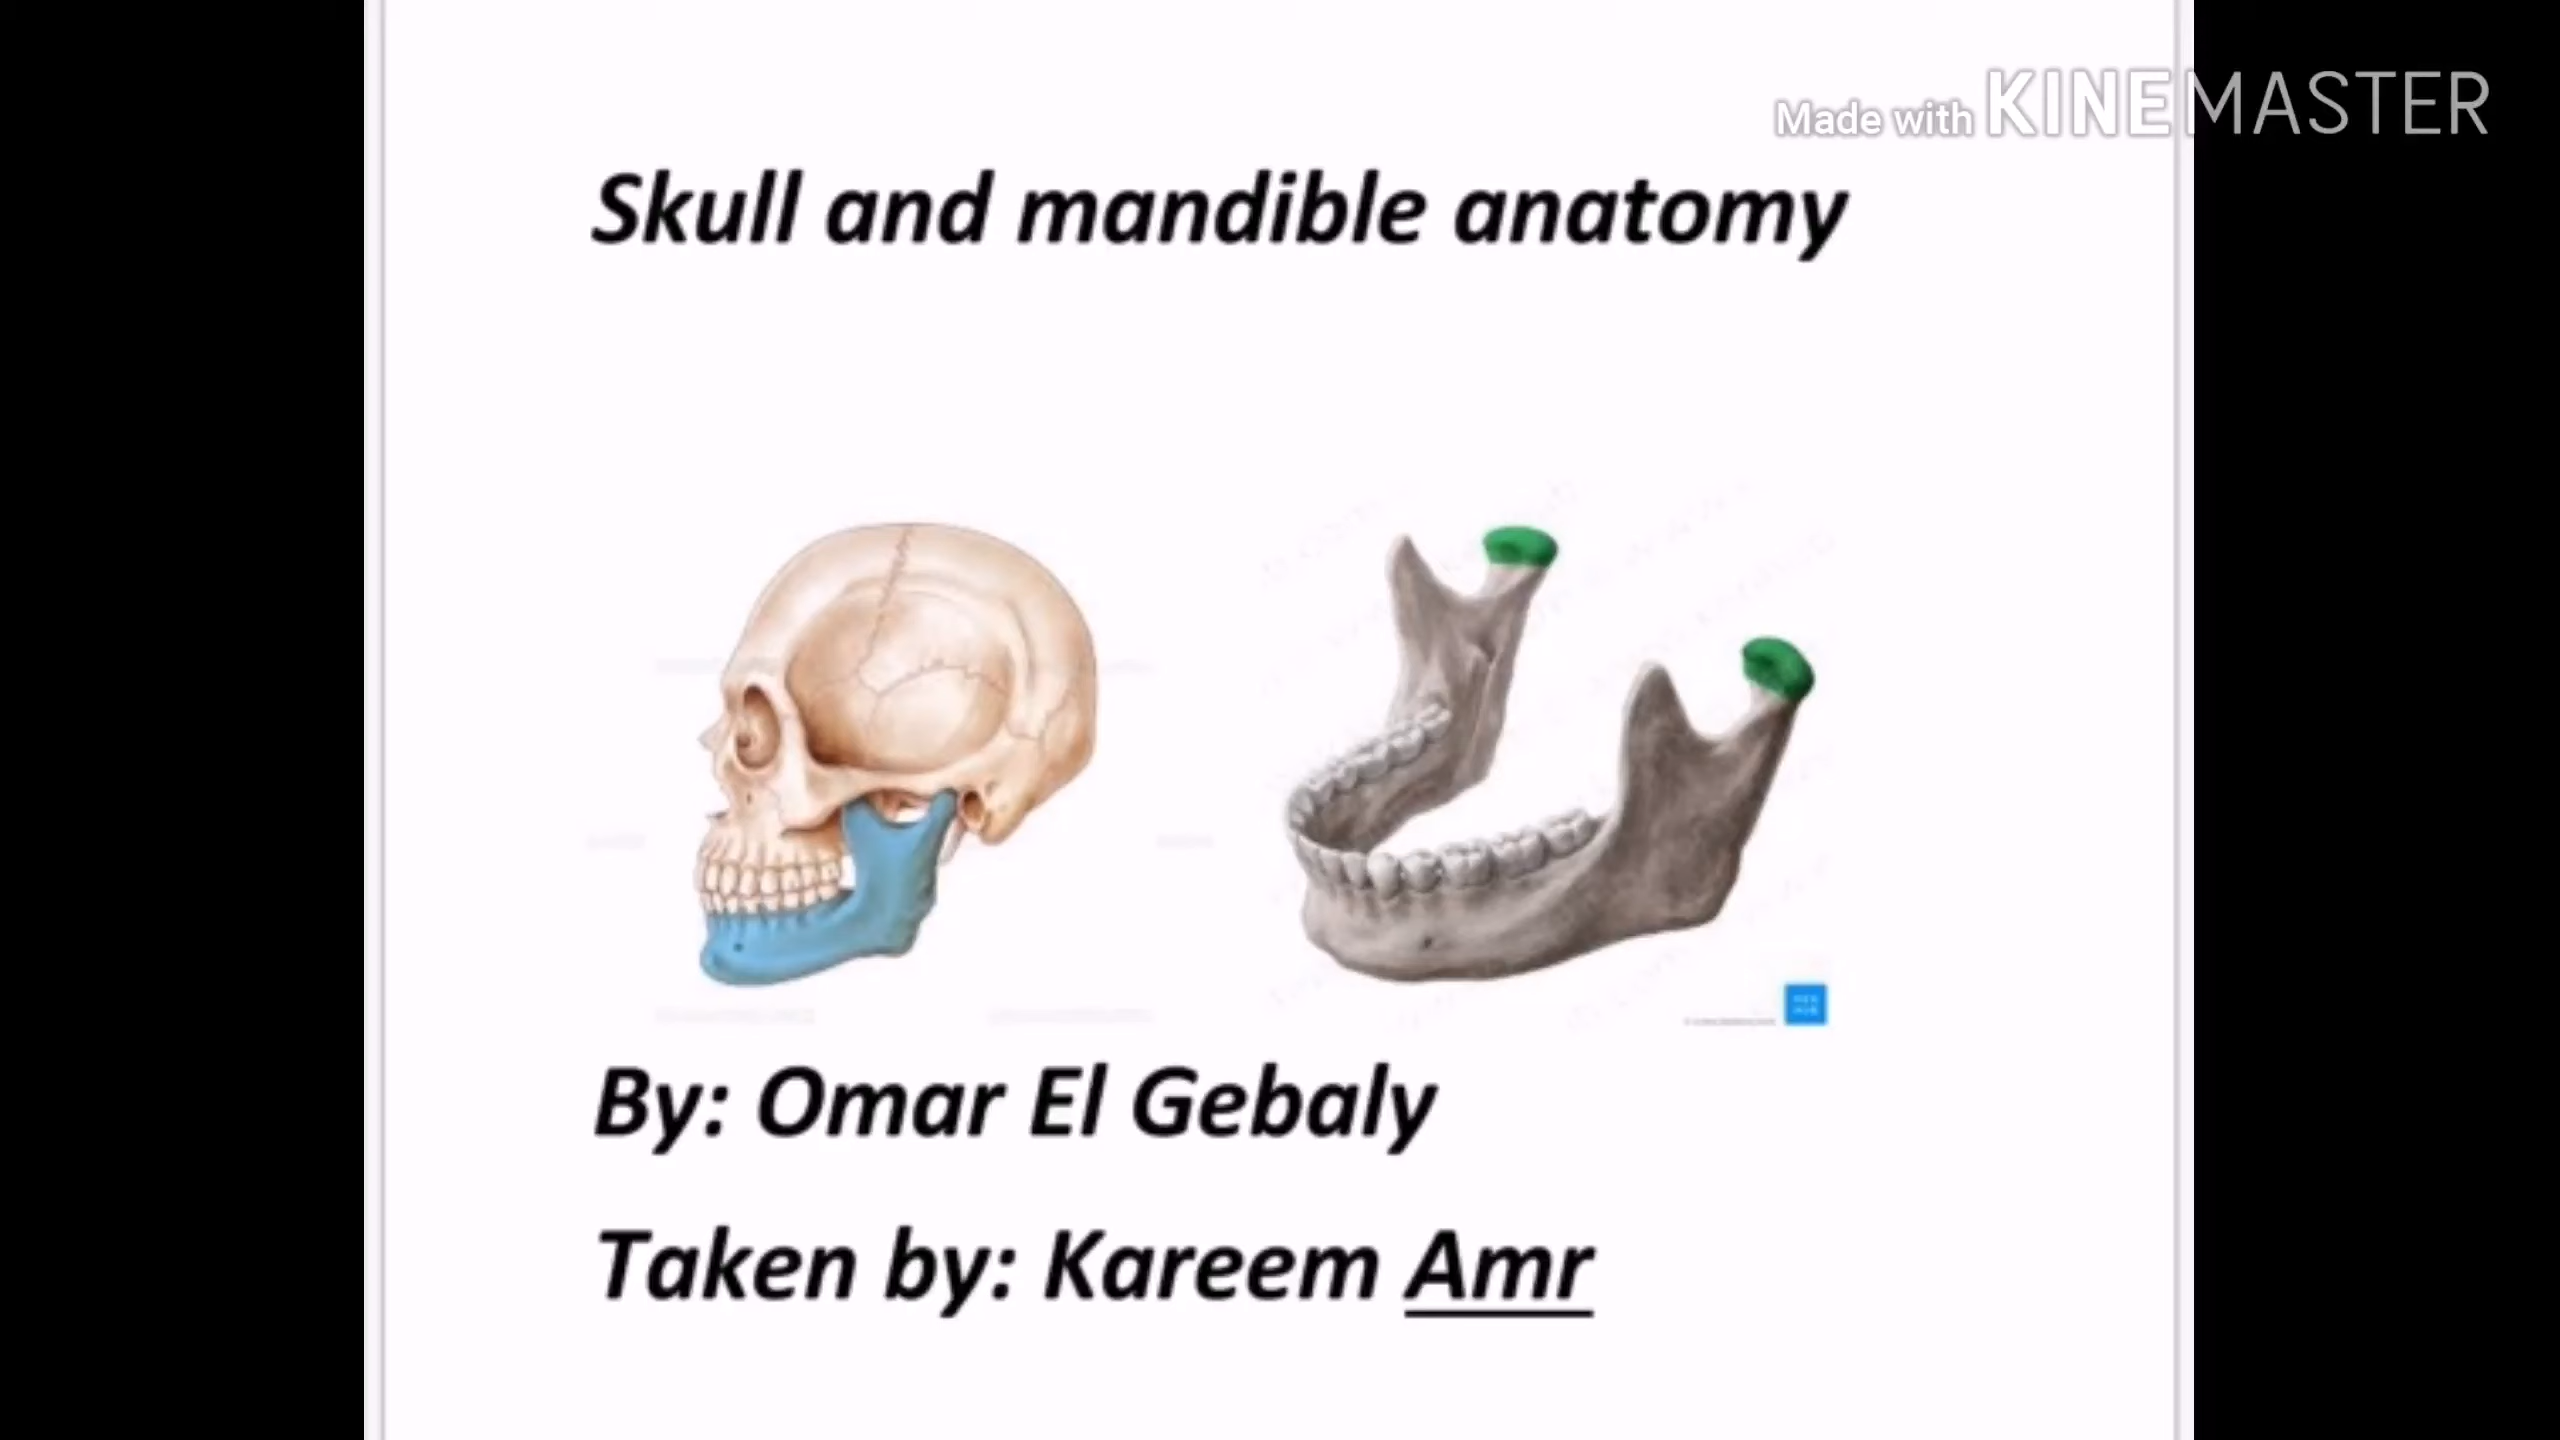 Made with KINEMASTER
Skull and mandible anatomy
By: Omar El Gebaly
Taken by: Kareem Amr